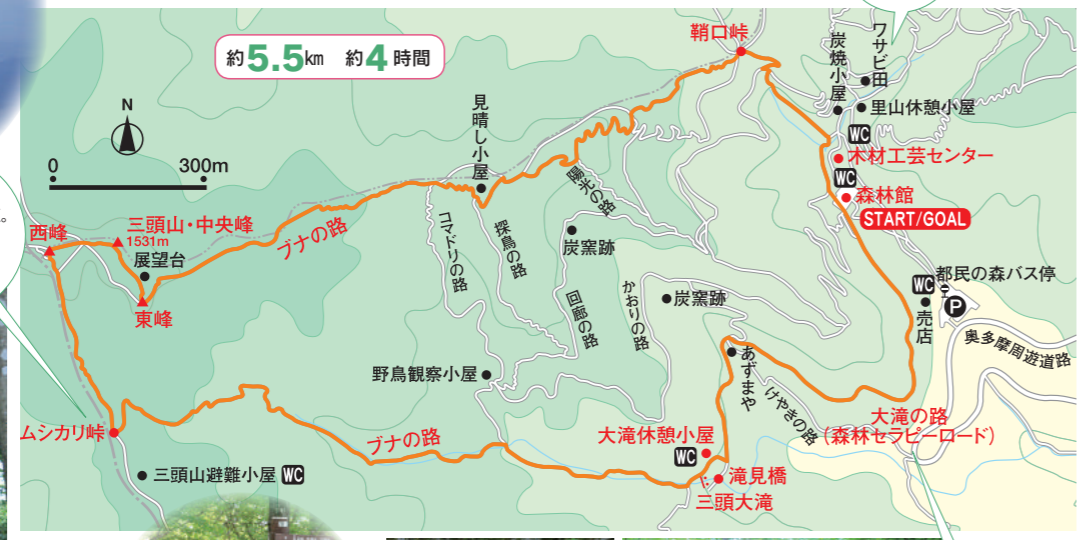 約5.5km 約4時間
N
0 300m
鞘口峠
炭焼小屋
ワサビ田
里山休憩小屋
WC
木材工芸センター
WC
森林館
START/GOAL
見晴し小屋
陽光の路
西峰
三頭山・中央峰
1531m
展望台
東峰
ブナの路
コマドリの路
探鳥の路
炭窯跡
回廊の路
かおりの路
炭窯跡
WC
都民の森バス停
P
売店
奥多摩周遊道路
あずまや
けやきの路
野鳥観察小屋
大滝の路
(森林セラピーロード)
ムシカリ峠
ブナの路
大滝休憩小屋
WC
滝見橋
三頭大滝
三頭山避難小屋 WC
。